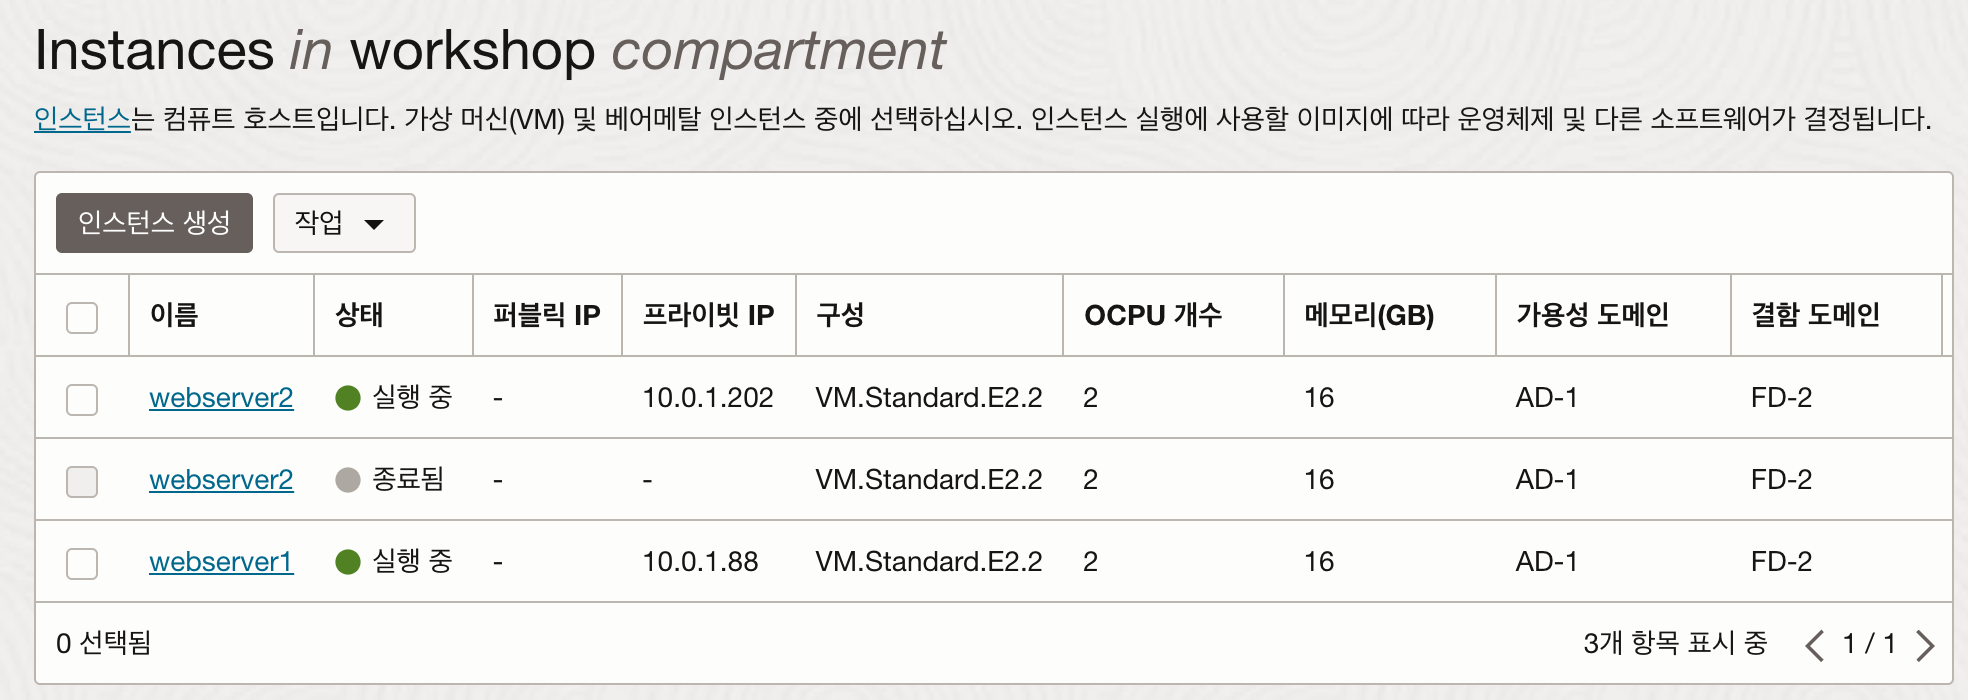 Instances in workshop compartment
인스턴스는 컴퓨트 호스트입니다. 가상 머신(VM) 및 베어메탈 인스턴스 중에 선택하십시오. 인스턴스 실행에 사용할 이미지에 따라 운영체제 및 다른 소프트웨어가 결정됩니다.
인스턴스 생성 작업
이름 상태 퍼블릭 IP 프라이빗 IP 구성 OCPU 개수 메모리(GB) 가용성 도메인 결함 도메인
webserver2 실행 중 - 10.0.1.202 VM.Standard.E2.2 2 16 AD-1 FD-2
webserver2 종료됨 - - VM.Standard.E2.2 2 16 AD-1 FD-2
webserver1 실행 중 - 10.0.1.88 VM.Standard.E2.2 2 16 AD-1 FD-2
0 선택됨 3개 항목 표시 중 1 / 1